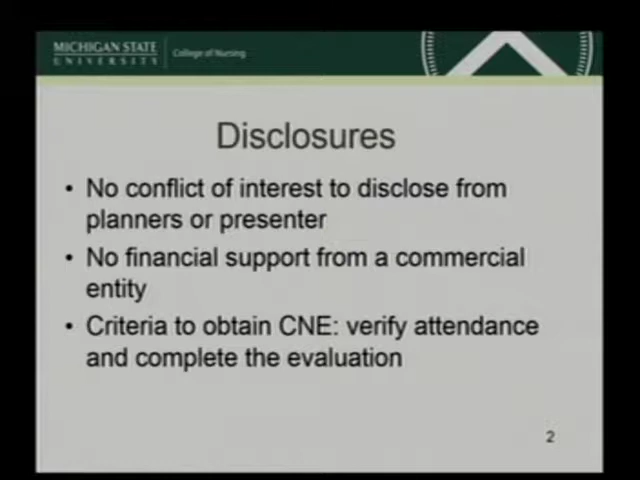 MICHIGAN STATE
UNIVERSITY
College of Nursing
Disclosures
• No conflict of interest to disclose from
planners or presenter
• No financial support from a commercial
entity
• Criteria to obtain CNE: verify attendance
and complete the evaluation
2